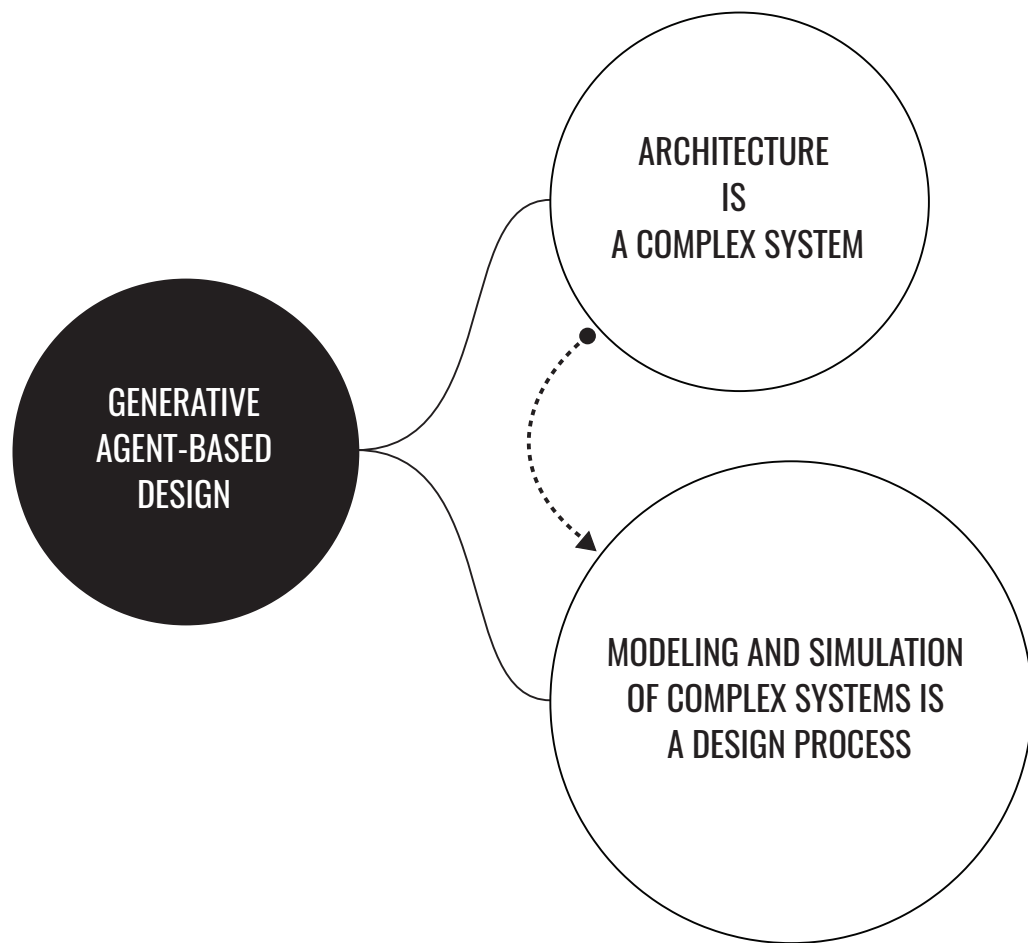 GENERATIVE
AGENT-BASED
DESIGN
ARCHITECTURE
IS
A COMPLEX SYSTEM
MODELING AND SIMULATION
OF COMPLEX SYSTEMS IS
A DESIGN PROCESS